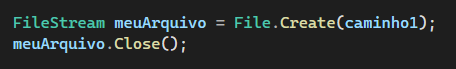 FileStream meuArquivo = File.Create(caminho1);
meuArquivo.Close();